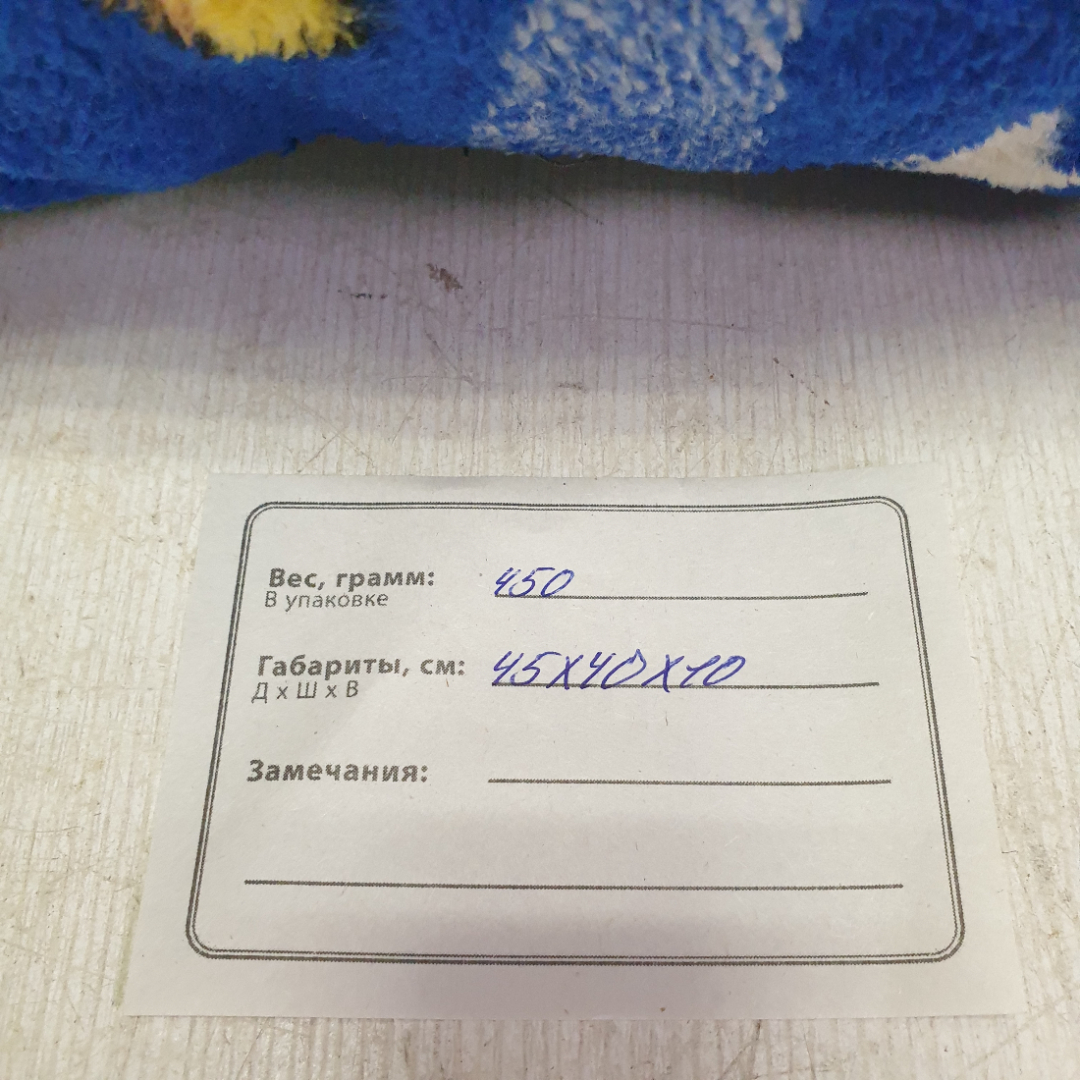 Вес, грамм: 450
В упаковке
Габариты, см: 45х40х10
Д х Ш х В
Замечания: